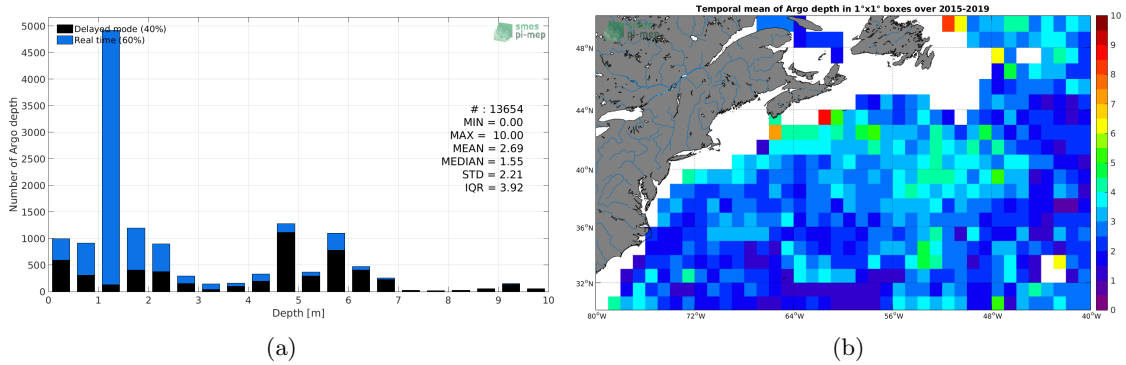 Delayed mode (40%)
Real time (60%)
smos
pi-mep
# : 13654
MIN = 0.00
MAX = 10.00
MEAN = 2.69
MEDIAN = 1.55
STD = 2.21
IQR = 3.92
Number of Argo depth
5000
4500
4000
3500
3000
2500
2000
1500
1000
500
0
0 1 2 3 4 5 6 7 8 9 10
Depth [m]
(a)
Temporal mean of Argo depth in 1°x1° boxes over 2015-2019
smos
pi-mep
48°N
44°N
40°N
36°N
32°N
80°W 72°W 64°W 56°W 48°W 40°W
10
9
8
7
6
5
4
3
2
1
0
(b)